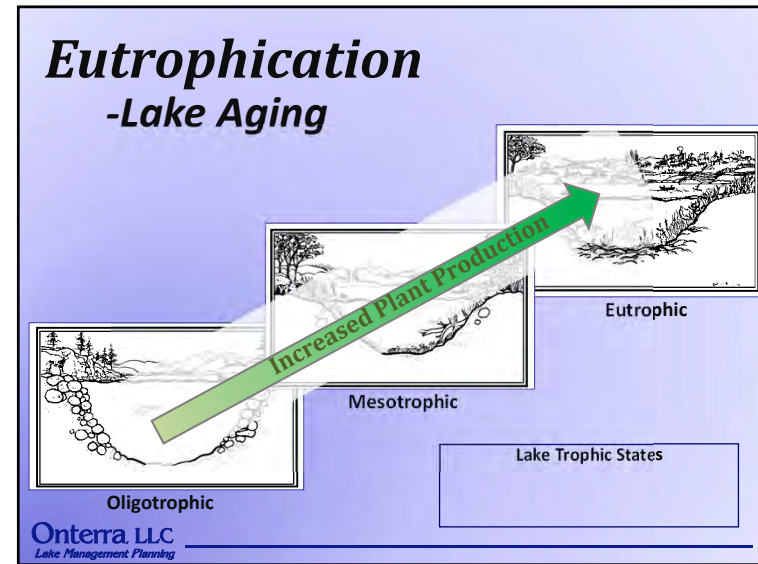 Eutrophication
-Lake Aging
Increased Plant Production
Eutrophic
Mesotrophic
Lake Trophic States
Oligotrophic
Onterra, LLC
Lake Management Planning